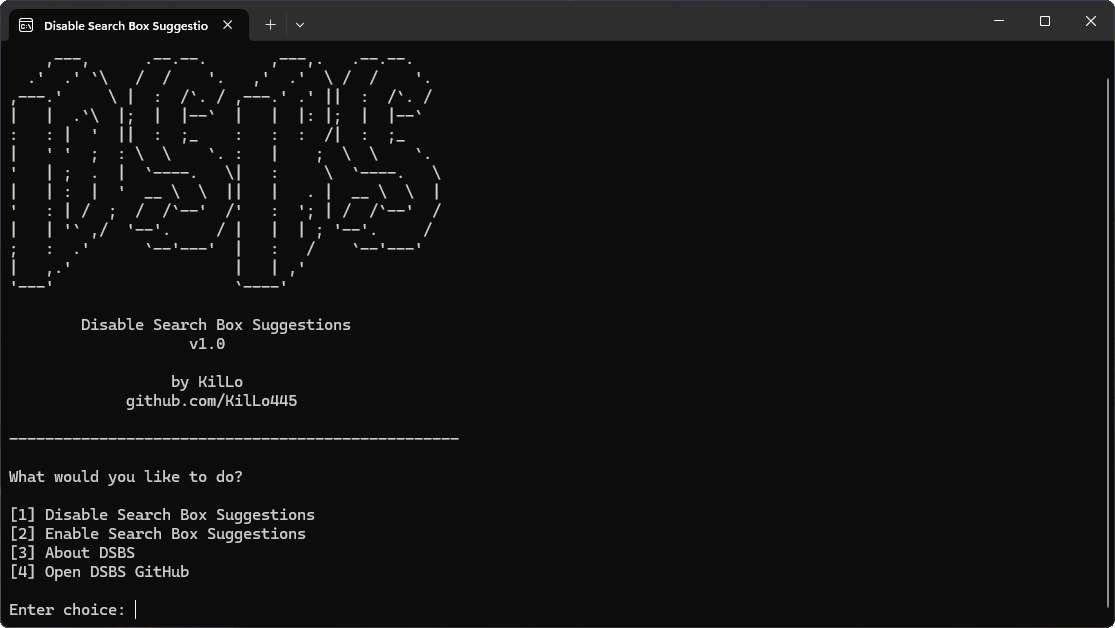 Disable Search Box Suggestio
DSBS
Disable Search Box Suggestions
v1.0
by KilLo
github.com/KilLo445
--------------------------------------------------
What would you like to do?
[1] Disable Search Box Suggestions
[2] Enable Search Box Suggestions
[3] About DSBS
[4] Open DSBS GitHub
Enter choice: